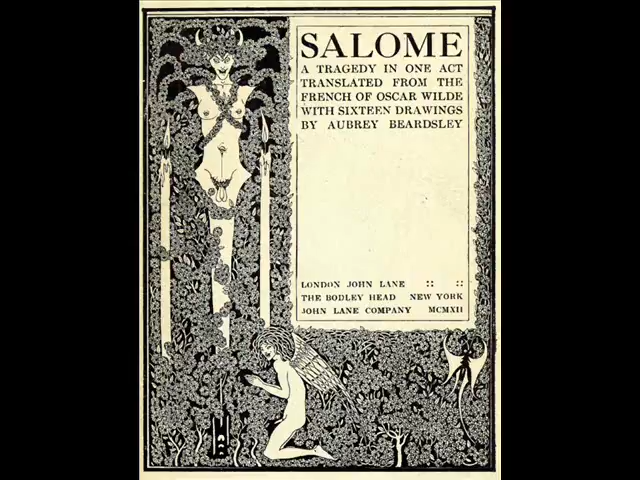 SALOME
A TRAGEDY IN ONE ACT
TRANSLATED FROM THE
FRENCH OF OSCAR WILDE
WITH SIXTEEN DRAWINGS
BY AUBREY BEARDSLEY
LONDON JOHN LANE :: ::
THE BODLEY HEAD NEW YORK
JOHN LANE COMPANY MCMXII